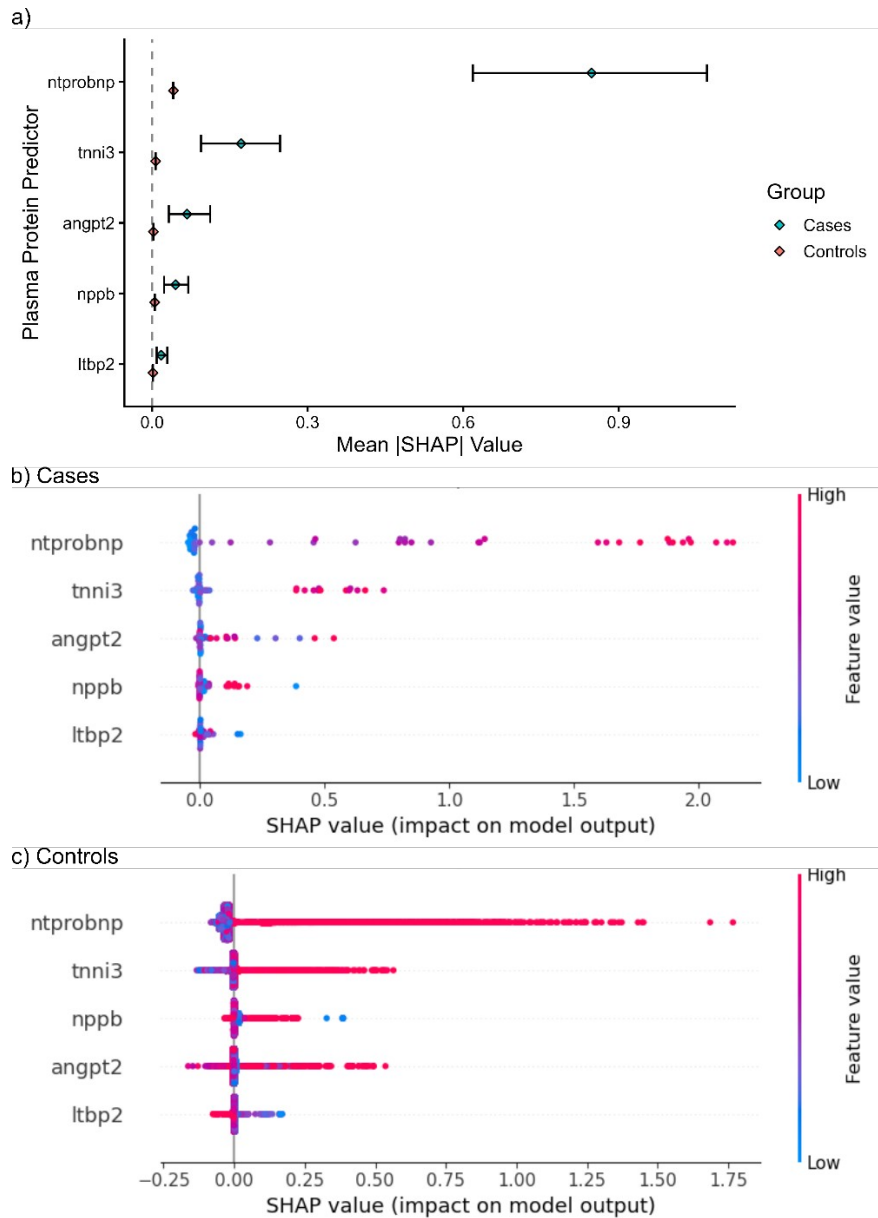 a)
Plasma Protein Predictor
ntprobnp
tnni3
angpt2
nppb
ltbp2
0.0 0.3 0.6 0.9
Mean |SHAP| Value
Group
Cases
Controls
b) Cases
ntprobnp
tnni3
angpt2
nppb
ltbp2
0.0 0.5 1.0 1.5 2.0
SHAP value (impact on model output)
High
Feature value
Low
c) Controls
ntprobnp
tnni3
nppb
angpt2
ltbp2
−0.25 0.00 0.25 0.50 0.75 1.00 1.25 1.50 1.75
SHAP value (impact on model output)
High
Feature value
Low